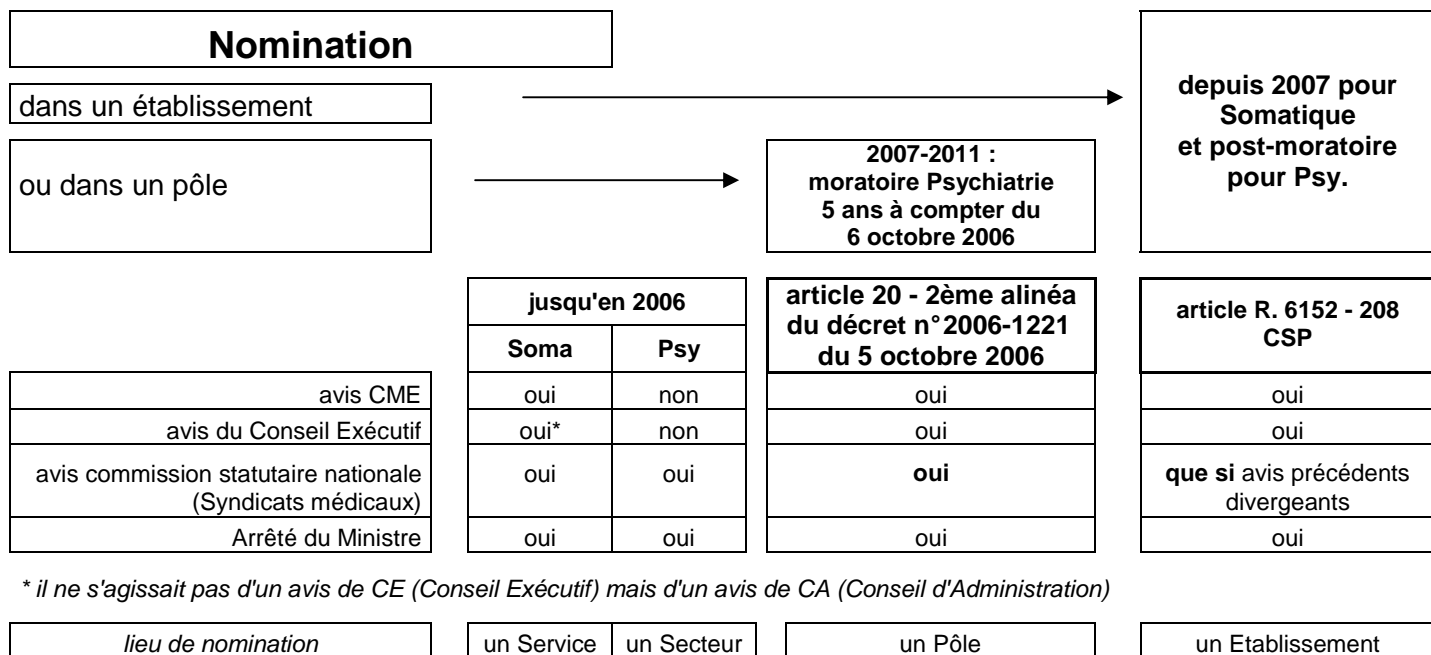 Nomination
dans un établissement
ou dans un pôle
2007-2011 :
moratoire Psychiatrie
5 ans à compter du
6 octobre 2006
depuis 2007 pour
Somatique
et post-moratoire
pour Psy.
jusqu'en 2006
Soma Psy
article 20 - 2ème alinéa
du décret n°2006-1221
du 5 octobre 2006
article R. 6152 - 208
CSP
avis CME oui non oui oui
avis du Conseil Exécutif oui* non oui oui
avis commission statutaire nationale
(Syndicats médicaux)
oui oui oui
que si avis précédents
divergeants
Arrêté du Ministre oui oui oui oui
* il ne s'agissait pas d'un avis de CE (Conseil Exécutif) mais d'un avis de CA (Conseil d'Administration)
lieu de nomination un Service un Secteur un Pôle un Etablissement